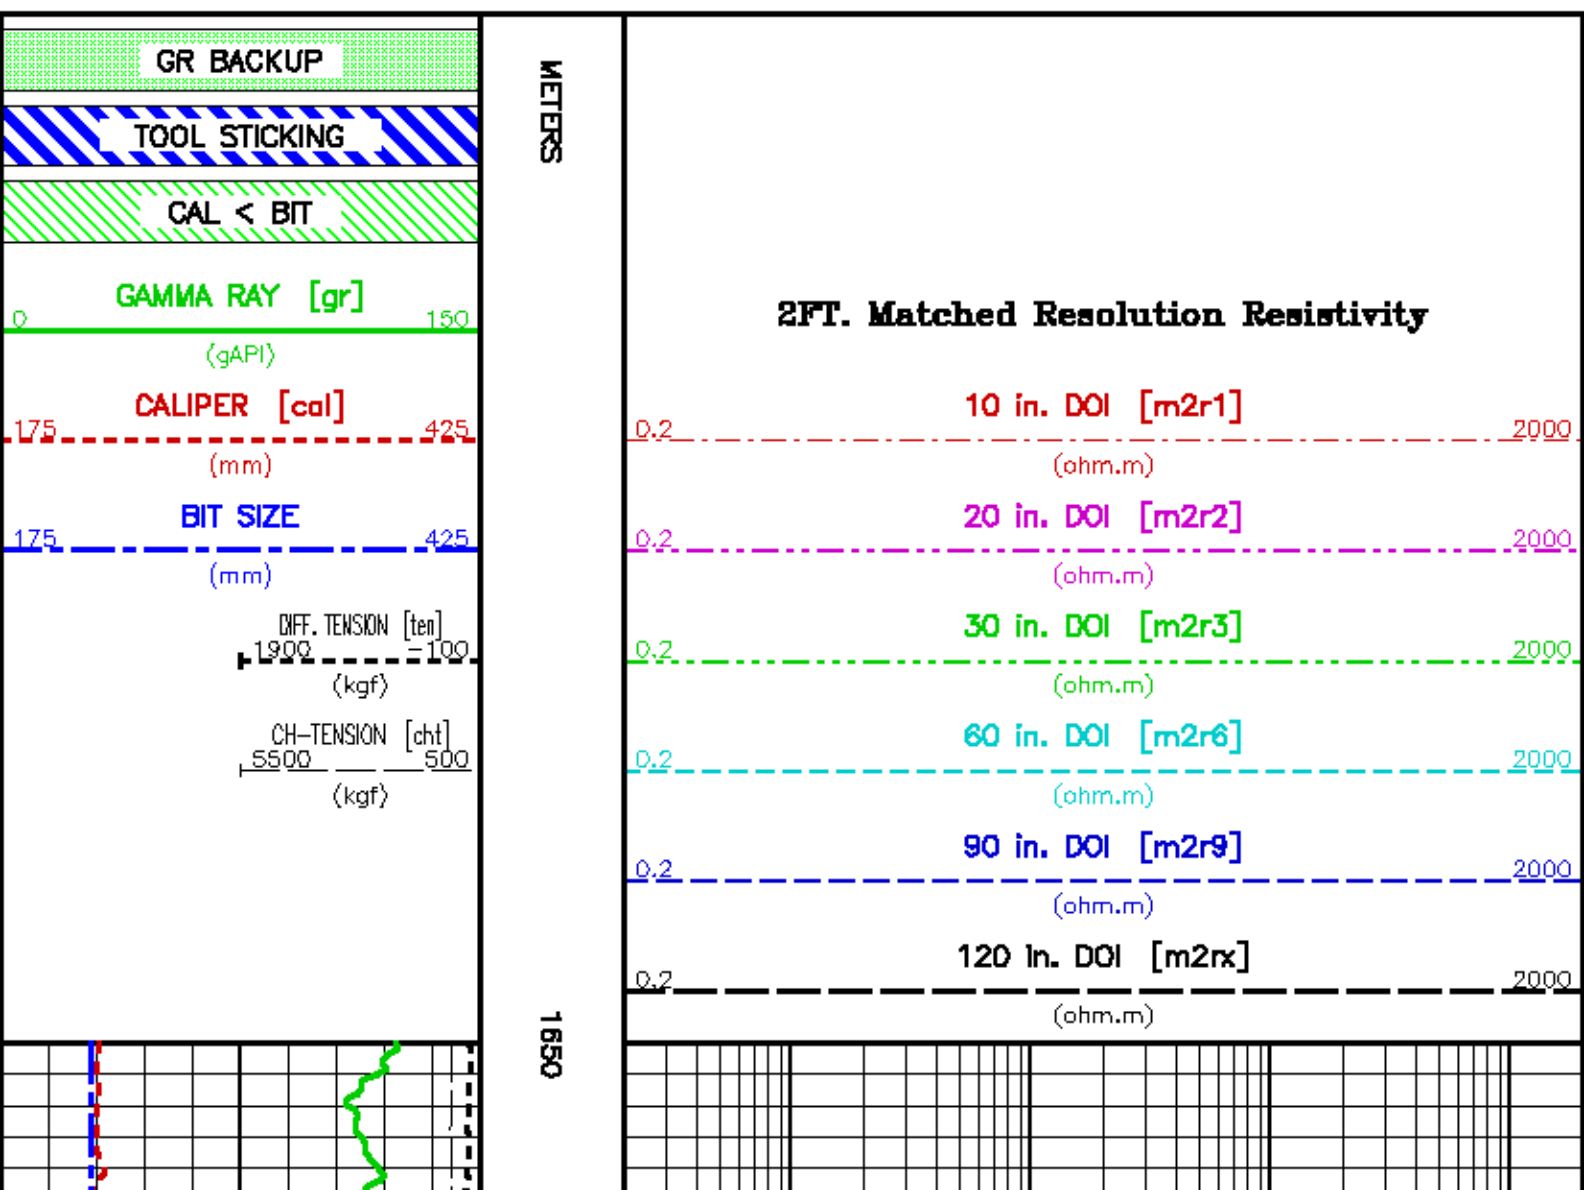 GR BACKUP
TOOL STICKING
CAL < BIT
GAMMA RAY [gr]
0 150
(gAPI)
CALIPER [cal]
175 425
(mm)
BIT SIZE
175 425
(mm)
DIFF. TENSION [ten]
1900 -100
(kgf)
CH-TENSION [cht]
5500 500
(kgf)
METERS
1650
2FT. Matched Resolution Resistivity
10 in. DOI [m2r1]
0.2 2000
(ohm.m)
20 in. DOI [m2r2]
0.2 2000
(ohm.m)
30 in. DOI [m2r3]
0.2 2000
(ohm.m)
60 in. DOI [m2r6]
0.2 2000
(ohm.m)
90 in. DOI [m2r9]
0.2 2000
(ohm.m)
120 in. DOI [m2rx]
0.2 2000
(ohm.m)